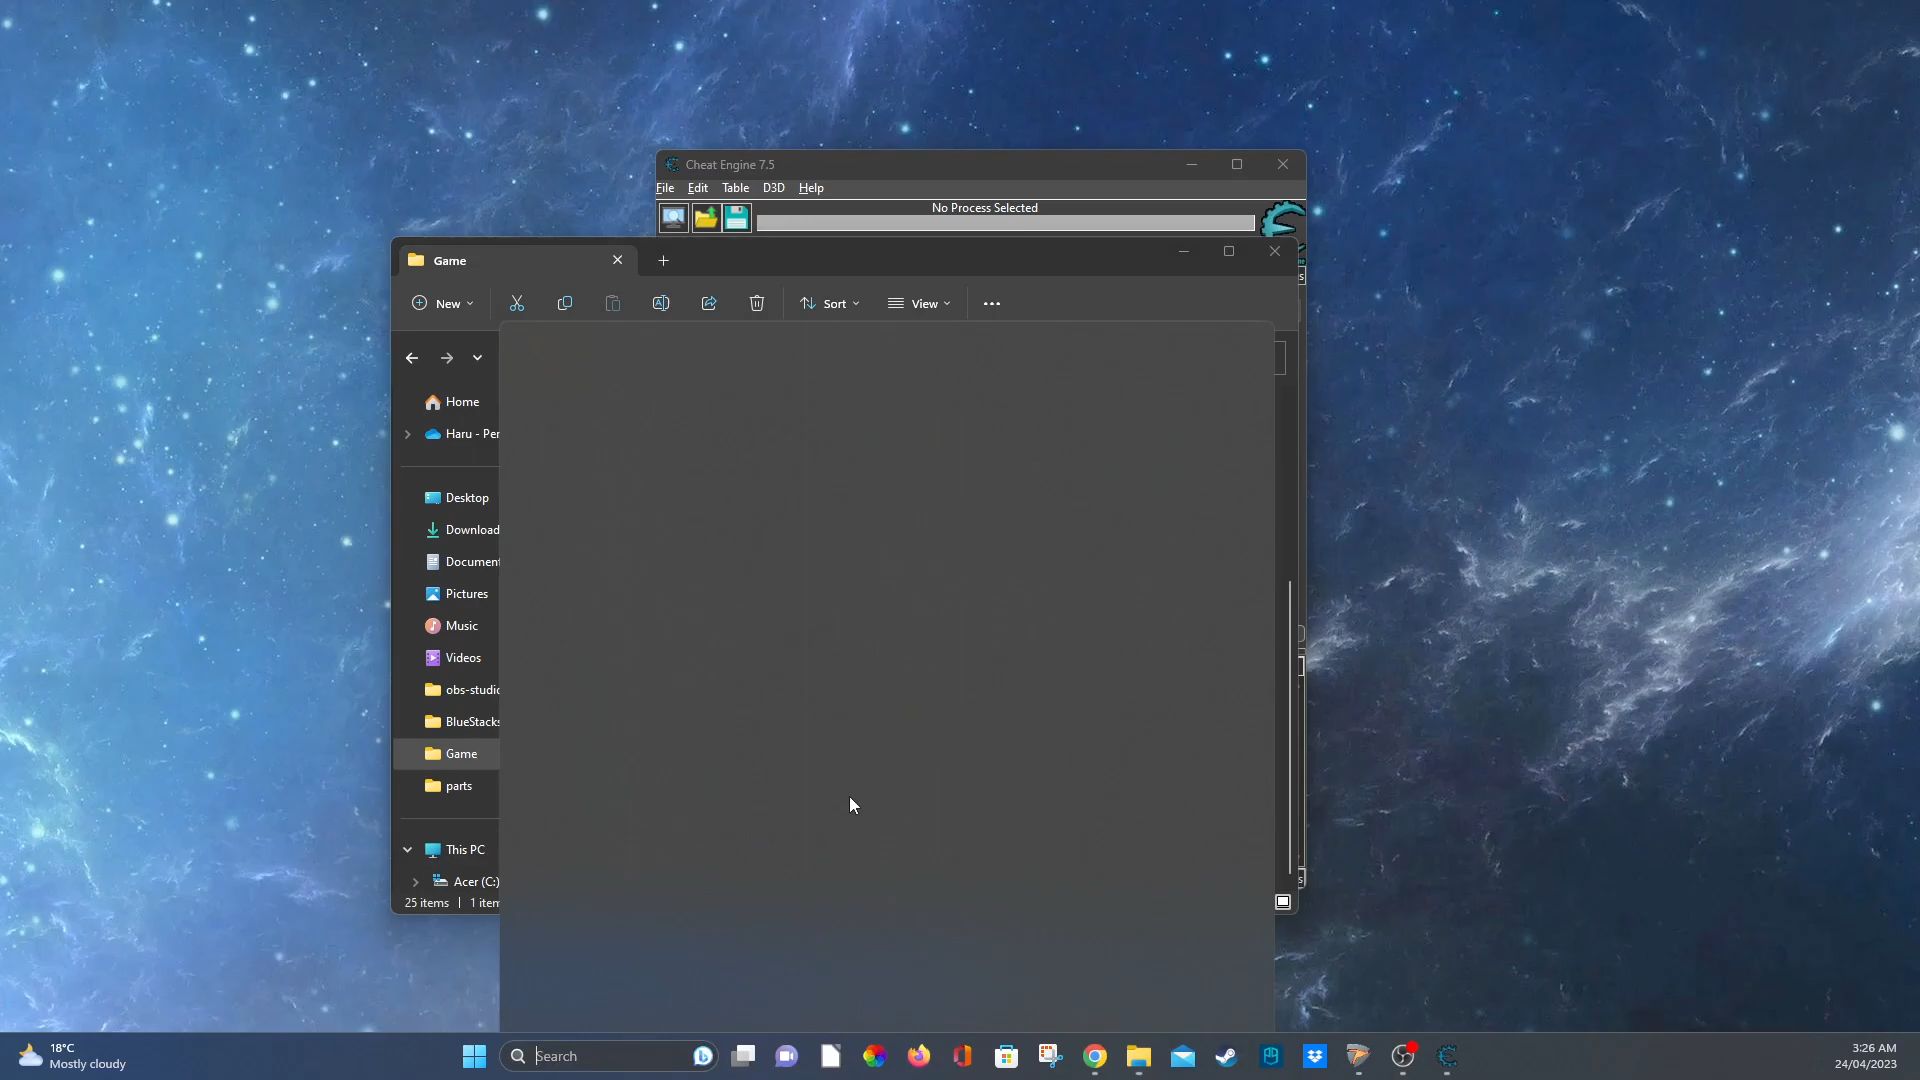 Cheat Engine 7.5
File Edit Table D3D Help
No Process Selected
Game
New
Sort
View
Home
Haru - Per
Desktop
Download
Document
Pictures
Music
Videos
obs-studio
BlueStacks
Game
parts
This PC
Acer (C:)
25 items
1 item
18°C
Mostly cloudy
Search
3:26 AM
24/04/2023